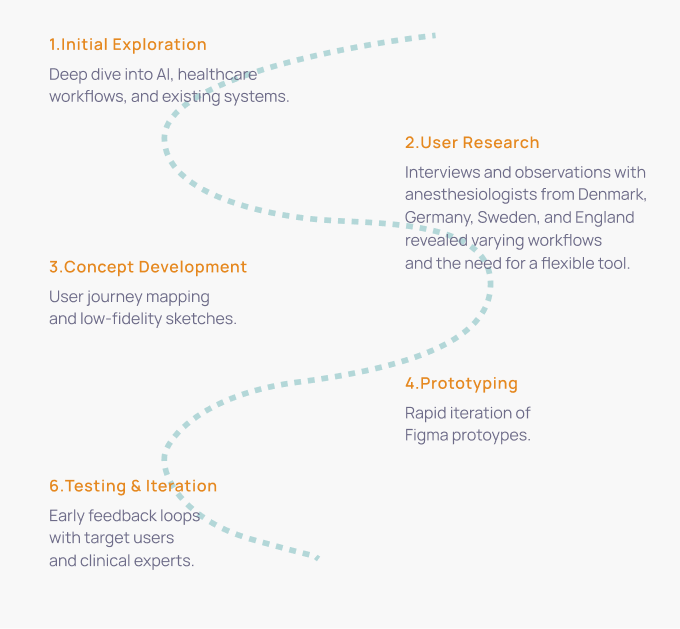 1.Initial Exploration
Deep dive into AI, healthcare
workflows, and existing systems.
2.User Research
Interviews and observations with
anesthesiologists from Denmark,
Germany, Sweden, and England
revealed varying workflows
and the need for a flexible tool.
3.Concept Development
User journey mapping
and low-fidelity sketches.
4.Prototyping
Rapid iteration of
Figma protoypes.
6.Testing & Iteration
Early feedback loops
with target users
and clinical experts.